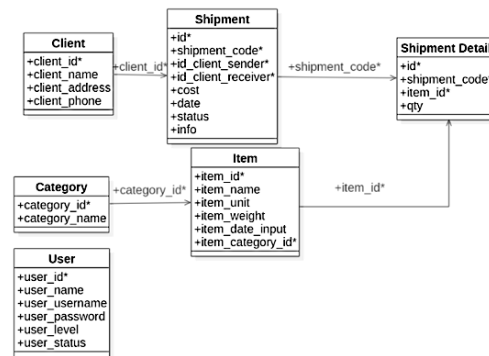 Client
+client_id*
+client_name
+client_address
+client_phone
+client_id*
Shipment
+id*
+shipment_code*
+id_client_sender*
+id_client_receiver*
+cost
+date
+status
+info
+shipment_code*
Shipment Detail
+id*
+shipment_code*
+item_id*
+qty
Category
+category_id*
+category_name
+category_id*
Item
+item_id*
+item_name
+item_unit
+item_weight
+item_date_input
+item_category_id*
+item_id*
User
+user_id*
+user_name
+user_username
+user_password
+user_level
+user_status